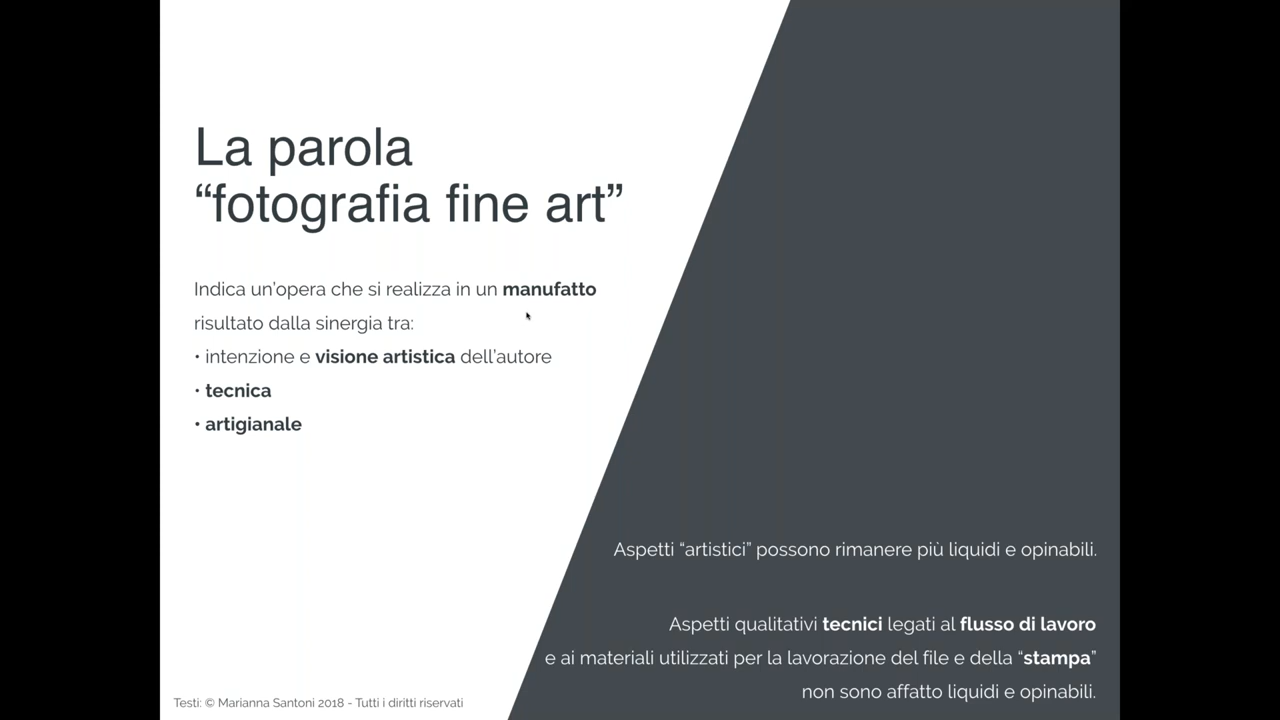 La parola
“fotografia fine art”
Indica un’opera che si realizza in un manufatto
risultato dalla sinergia tra:
• intenzione e visione artistica dell’autore
• tecnica
• artigianale
Aspetti “artistici” possono rimanere più liquidi e opinabili.
Aspetti qualitativi tecnici legati al flusso di lavoro
e ai materiali utilizzati per la lavorazione del file e della “stampa”
non sono affatto liquidi e opinabili.
Testi: © Marianna Santoni 2018 - Tutti i diritti riservati